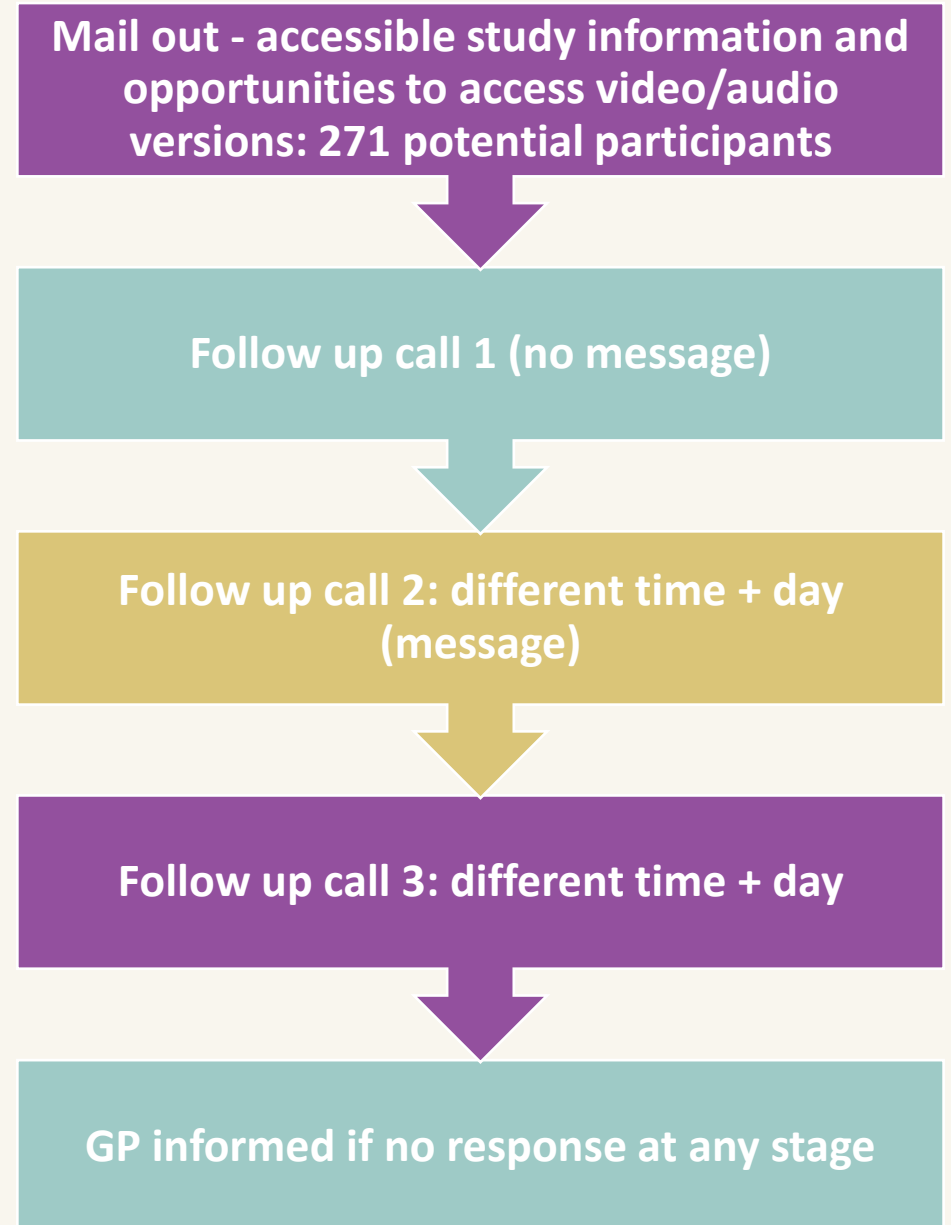 Mail out - accessible study information and
opportunities to access video/audio
versions: 271 potential participants
Follow up call 1 (no message)
Follow up call 2: different time + day
(message)
Follow up call 3: different time + day
GP informed if no response at any stage